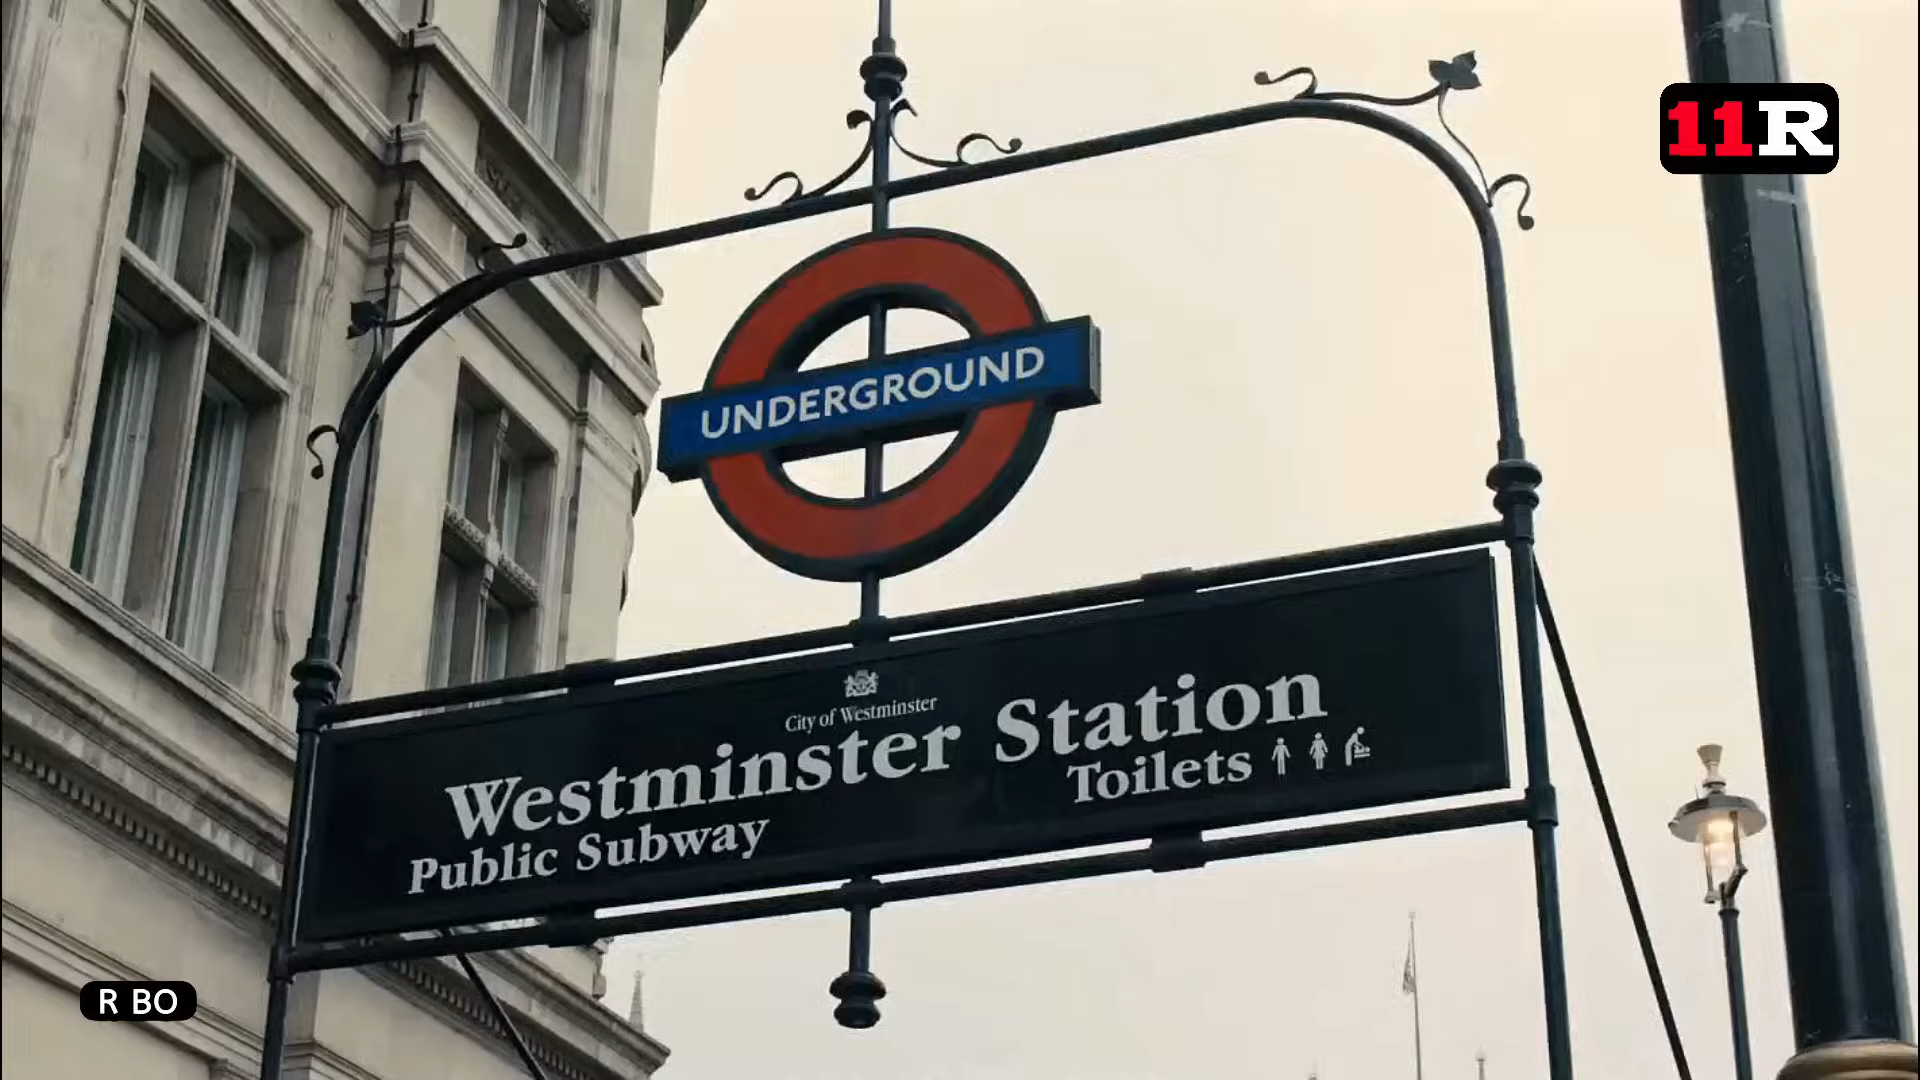 11R
UNDERGROUND
City of Westminster
Westminster Station
Public Subway
Toilets
R BO